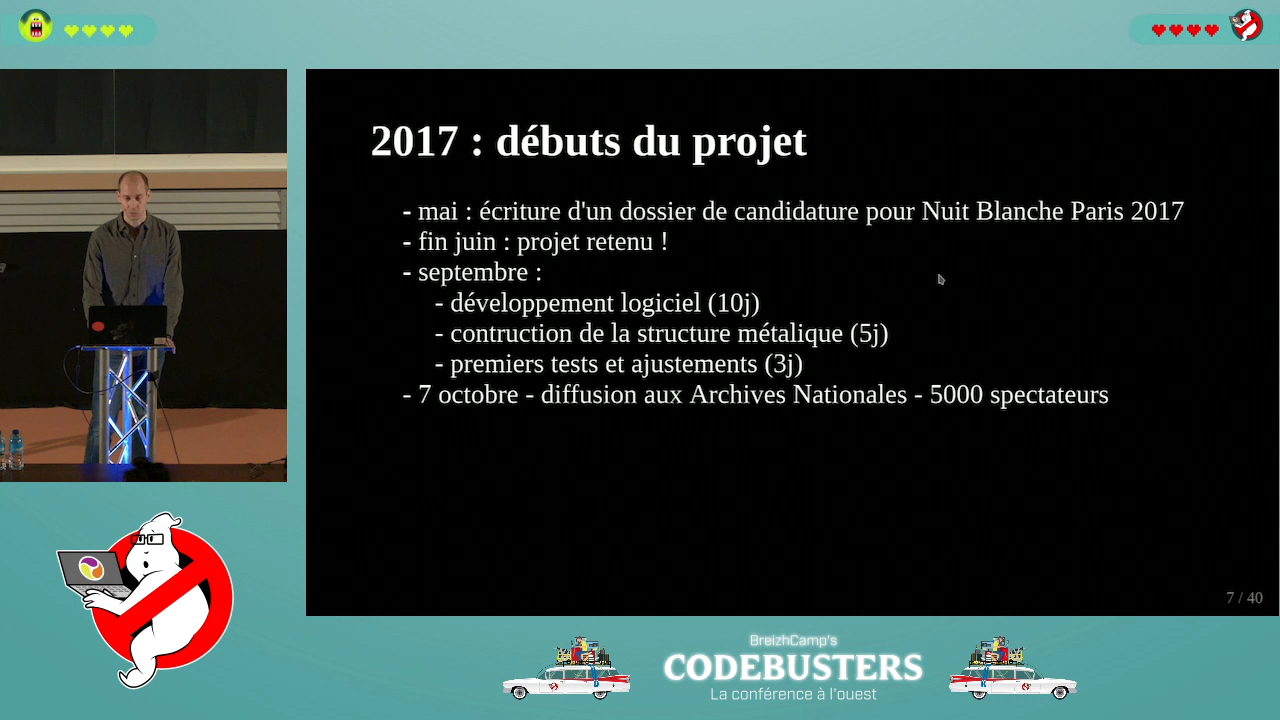 2017 : débuts du projet
- mai : écriture d'un dossier de candidature pour Nuit Blanche Paris 2017
- fin juin : projet retenu !
- septembre :
- développement logiciel (10j)
- contruction de la structure métalique (5j)
- premiers tests et ajustements (3j)
- 7 octobre - diffusion aux Archives Nationales - 5000 spectateurs
7 / 40
BreizhCamp's
CODEBUSTERS
La conférence à l'ouest